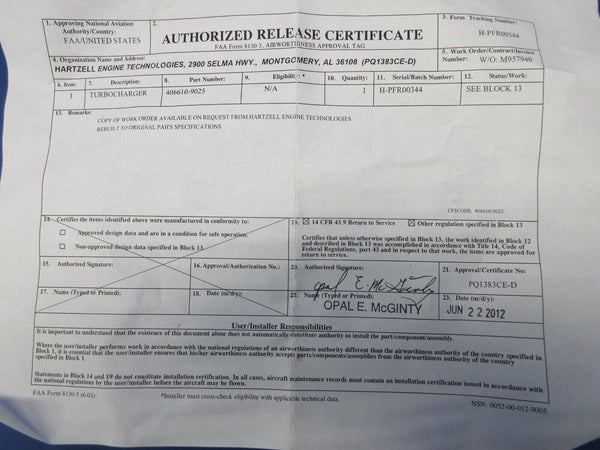 1. Approving National Aviation
Authority/Country:
FAA/UNITED STATES
2.
AUTHORIZED RELEASE CERTIFICATE
FAA Form 8130-3, AIRWORTHINESS APPROVAL TAG
3. Form Tracking Number:
H-PFR00344
4. Organization Name and Address:
HARTZELL ENGINE TECHNOLOGIES, 2900 SELMA HWY., MONTGOMERY, AL 36108 (PQ1383CE-D)
5. Work Order/Contract/Invoice
Number: W/O: M957940
6. Item: 7. Description: 8. Part Number: 9. Eligibility: * 10. Quantity: 11. Serial/Batch Number: 12. Status/Work:
1 TURBOCHARGER 406610-9025 N/A 1 H-PFR00344 SEE BLOCK 13
13. Remarks:
COPY OF WORK ORDER AVAILABLE ON REQUEST FROM HARTZELL ENGINE TECHNOLOGIES
REBUILT TO ORIGINAL PAH'S SPECIFICATIONS
CFSCODE: 406610-9025
14. Certifies the items identified above were manufactured in conformity to:
Approved design data and are in a condition for safe operation.
Non-approved design data specified in Block 13.
19. 14 CFR 43.9 Return to Service Other regulation specified in Block 13
Certifies that unless otherwise specified in Block 13, the work identified in Block 12
and described in Block 13 was accomplished in accordance with Title 14, Code of
Federal Regulations, part 43 and in respect to that work, the items are approved for
return to service.
15. Authorized Signature: 16. Approval/Authorization No.:
20. Authorized Signature:
Opal E. McGinty
21. Approval/Certificate No:
PQ1383CE-D
17. Name (Typed or Printed): 18. Date (m/d/y):
22. Name (Typed or Printed):
OPAL E. McGINTY
23. Date (m/d/y):
JUN 22 2012
User/Installer Responsibilities
It is important to understand that the existence of this document alone does not automatically constitute authority to install the part/component/assembly.
Where the user/installer performs work in accordance with the national regulations of an airworthiness authority different than the airworthiness authority of the country specified in
Block 1, it is essential that the user/installer ensures that his/her airworthiness authority accepts parts/components/assemblies from the airworthiness authority of the country
specified in Block 1.
Statements in Block 14 and 19 do not constitute installation certification. In all cases, aircraft maintenance records must contain an installation certification issued in accordance with
the national regulations by the user/installer before the aircraft may be flown.
FAA Form 8130-3 (6-01)
*Installer must cross-check eligibility with applicable technical data.
NSN: 0052-00-012-9005